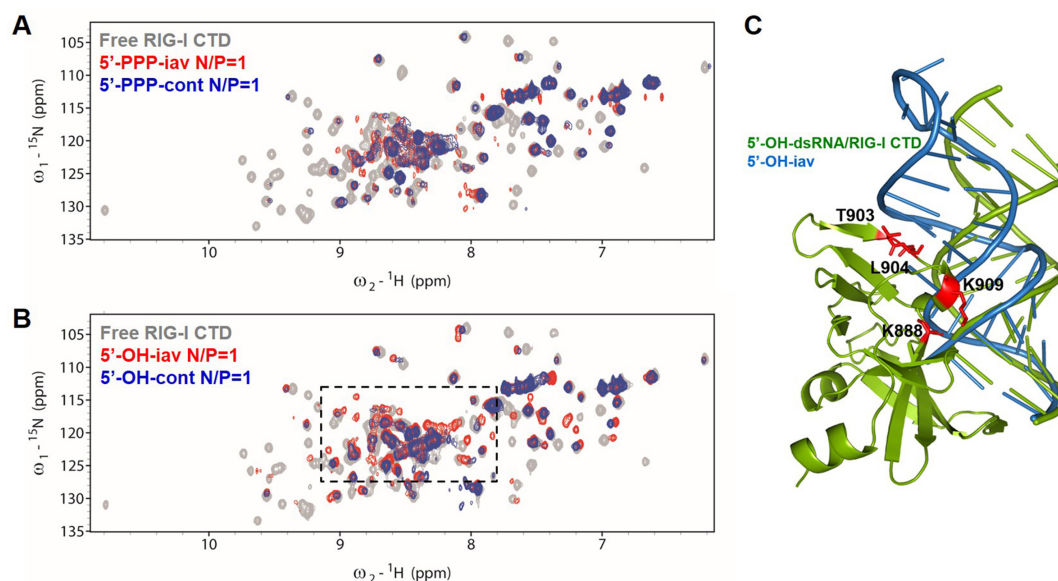 A
Free RIG-I CTD
5'-PPP-iav N/P=1
5'-PPP-cont N/P=1
105
110
115
120
125
130
135
ω1 - 15N (ppm)
10
9
8
7
ω2 - 1H (ppm)
B
Free RIG-I CTD
5'-OH-iav N/P=1
5'-OH-cont N/P=1
105
110
115
120
125
130
135
ω1 - 15N (ppm)
10
9
8
7
ω2 - 1H (ppm)
C
5'-OH-dsRNA/RIG-I CTD
5'-OH-iav
T903
L904
K909
K888